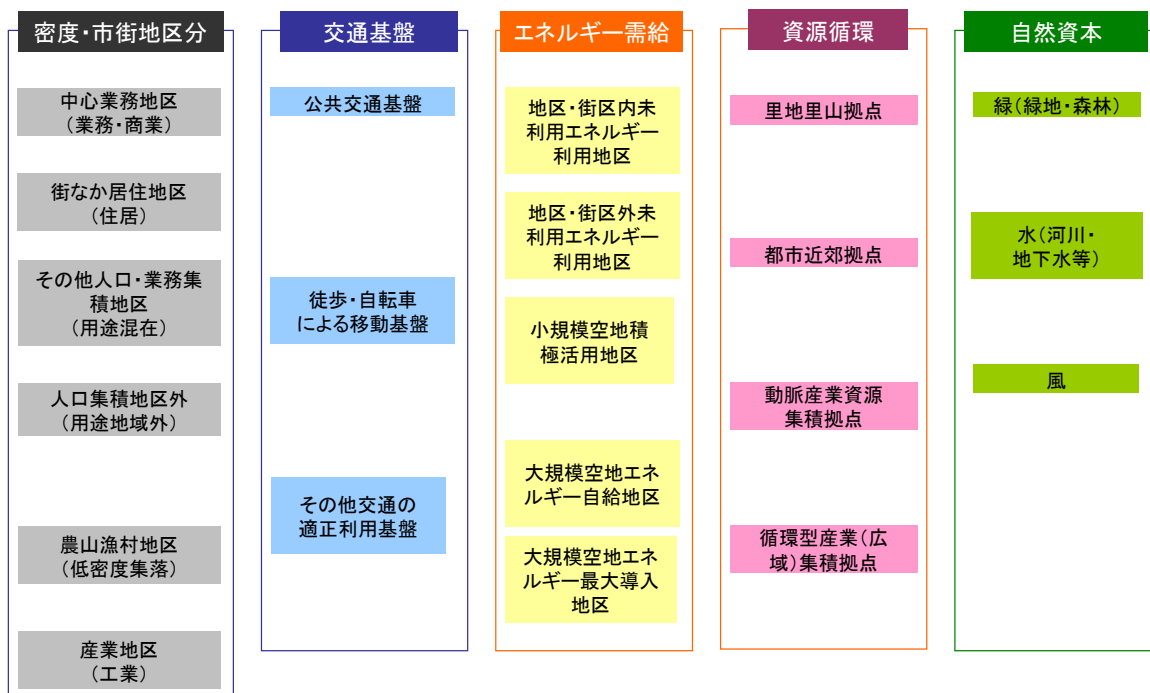 密度・市街地区分
中心業務地区
(業務・商業)
街なか居住地区
(住居)
その他人口・業務集
積地区
(用途混在)
人口集積地区外
(用途地域外)
農山漁村地区
(低密度集落)
産業地区
(工業)
交通基盤
公共交通基盤
徒歩・自転車
による移動基盤
その他交通の
適正利用基盤
エネルギー需給
地区・街区内未
利用エネルギー
利用地区
地区・街区外未
利用エネルギー
利用地区
小規模空地積
極活用地区
大規模空地エネ
ルギー自給地区
大規模空地エネ
ルギー最大導入
地区
資源循環
里地里山拠点
都市近郊拠点
動脈産業資源
集積拠点
循環型産業(広
域)集積拠点
自然資本
緑(緑地・森林)
水(河川・
地下水等)
風